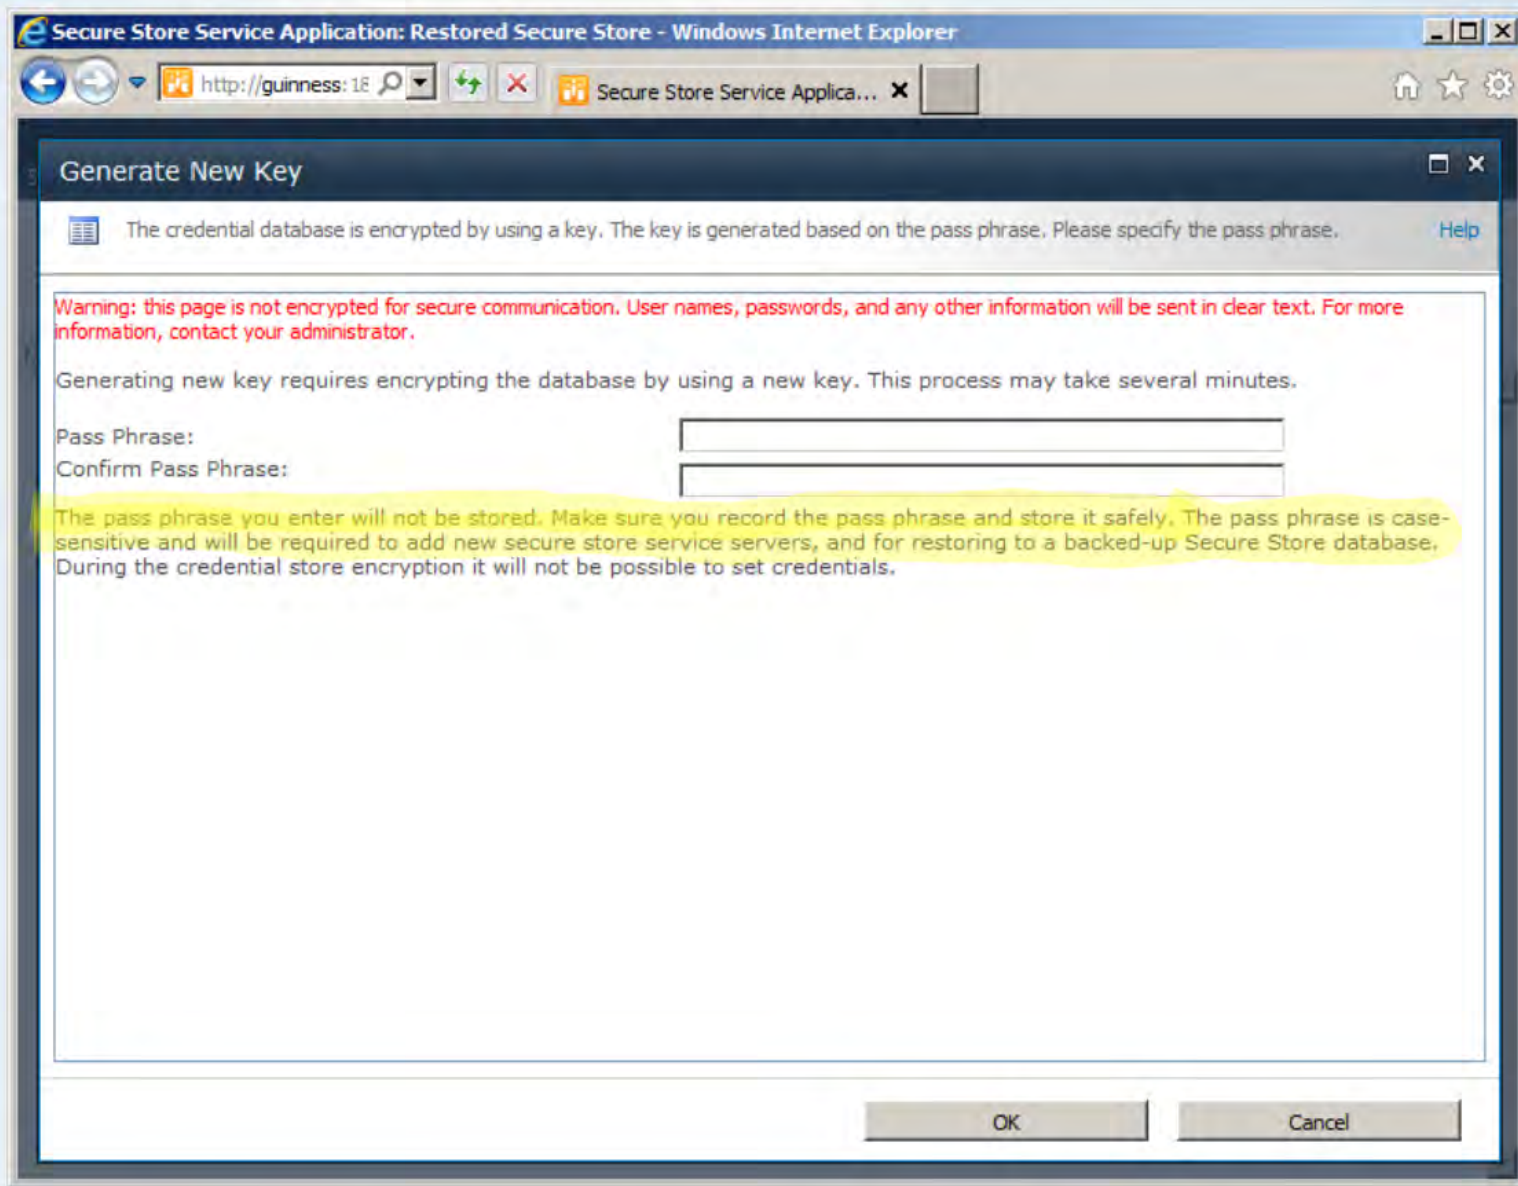 Secure Store Service Application: Restored Secure Store - Windows Internet Explorer
http://guinness:18
Secure Store Service Applica...
Generate New Key
The credential database is encrypted by using a key. The key is generated based on the pass phrase. Please specify the pass phrase.
Help
Warning: this page is not encrypted for secure communication. User names, passwords, and any other information will be sent in clear text. For more
information, contact your administrator.
Generating new key requires encrypting the database by using a new key. This process may take several minutes.
Pass Phrase:
Confirm Pass Phrase:
The pass phrase you enter will not be stored. Make sure you record the pass phrase and store it safely. The pass phrase is case-
sensitive and will be required to add new secure store service servers, and for restoring to a backed-up Secure Store database.
During the credential store encryption it will not be possible to set credentials.
OK
Cancel